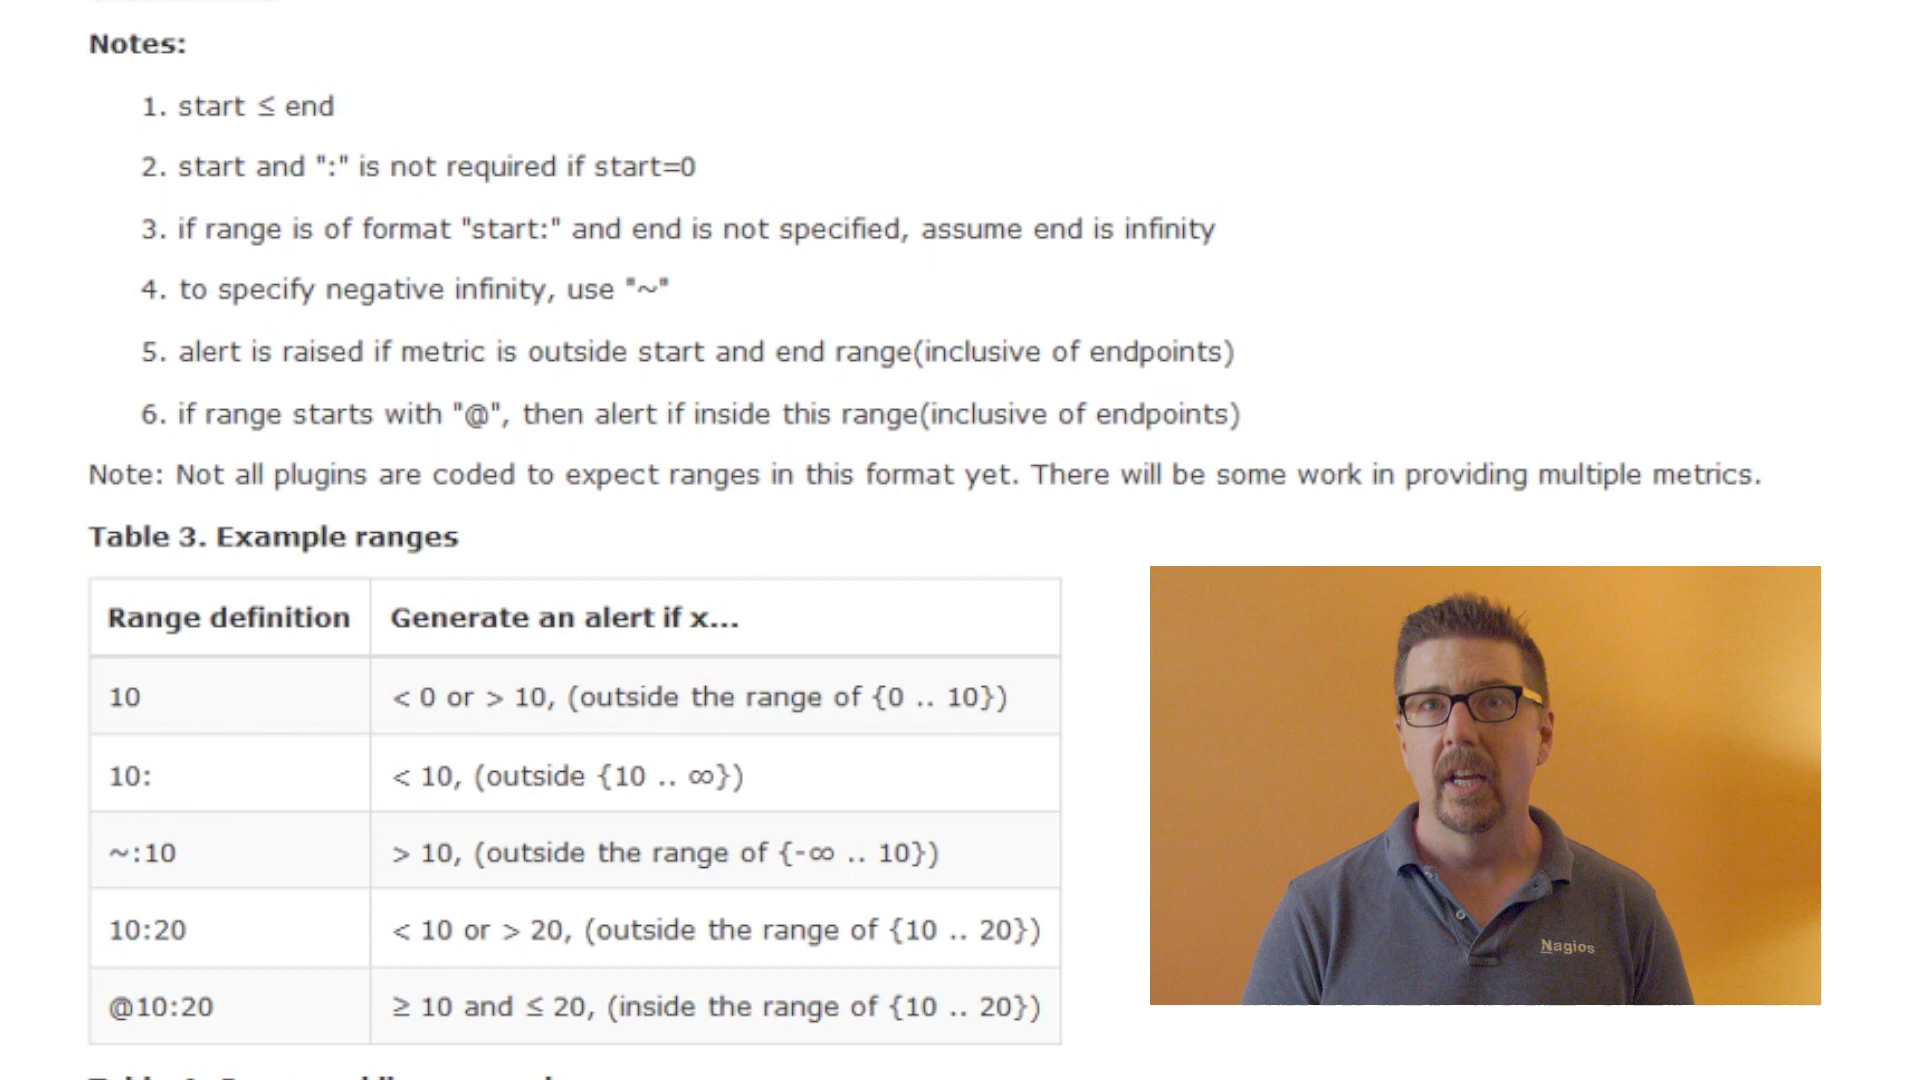 Notes:
1. start ≤ end
2. start and ":" is not required if start=0
3. if range is of format "start:" and end is not specified, assume end is infinity
4. to specify negative infinity, use "~"
5. alert is raised if metric is outside start and end range(inclusive of endpoints)
6. if range starts with "@", then alert if inside this range(inclusive of endpoints)
Note: Not all plugins are coded to expect ranges in this format yet. There will be some work in providing multiple metrics.
Table 3. Example ranges
Range definition Generate an alert if x...
10 < 0 or > 10, (outside the range of {0 .. 10})
10: < 10, (outside {10 .. ∞})
~:10 > 10, (outside the range of {-∞ .. 10})
10:20 < 10 or > 20, (outside the range of {10 .. 20})
@10:20 ≥ 10 and ≤ 20, (inside the range of {10 .. 20})
Nagios